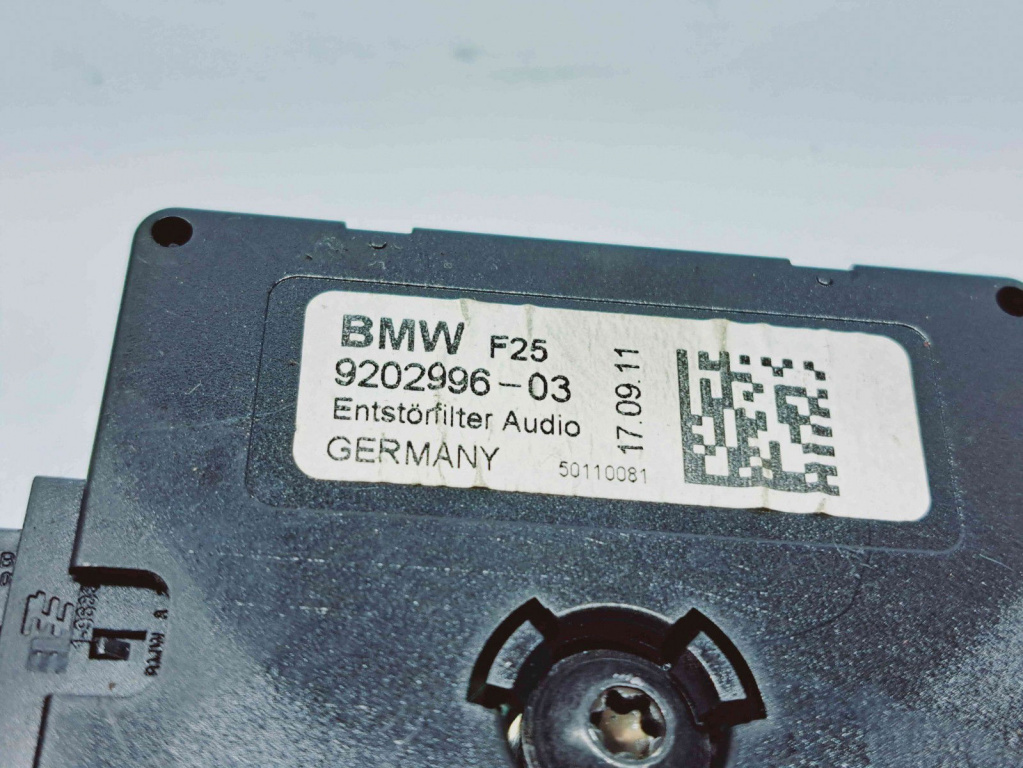 BMW F25
9202996-03
Entstörfilter Audio
GERMANY
50110081
17.09.11